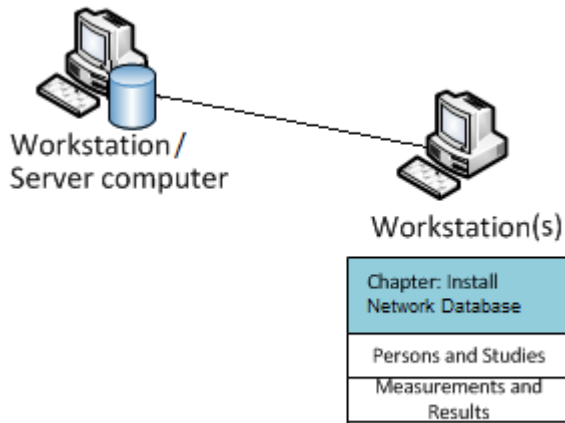 Workstation/
Server computer
Workstation(s)
Chapter: Install
Network Database
Persons and Studies
Measurements and
Results